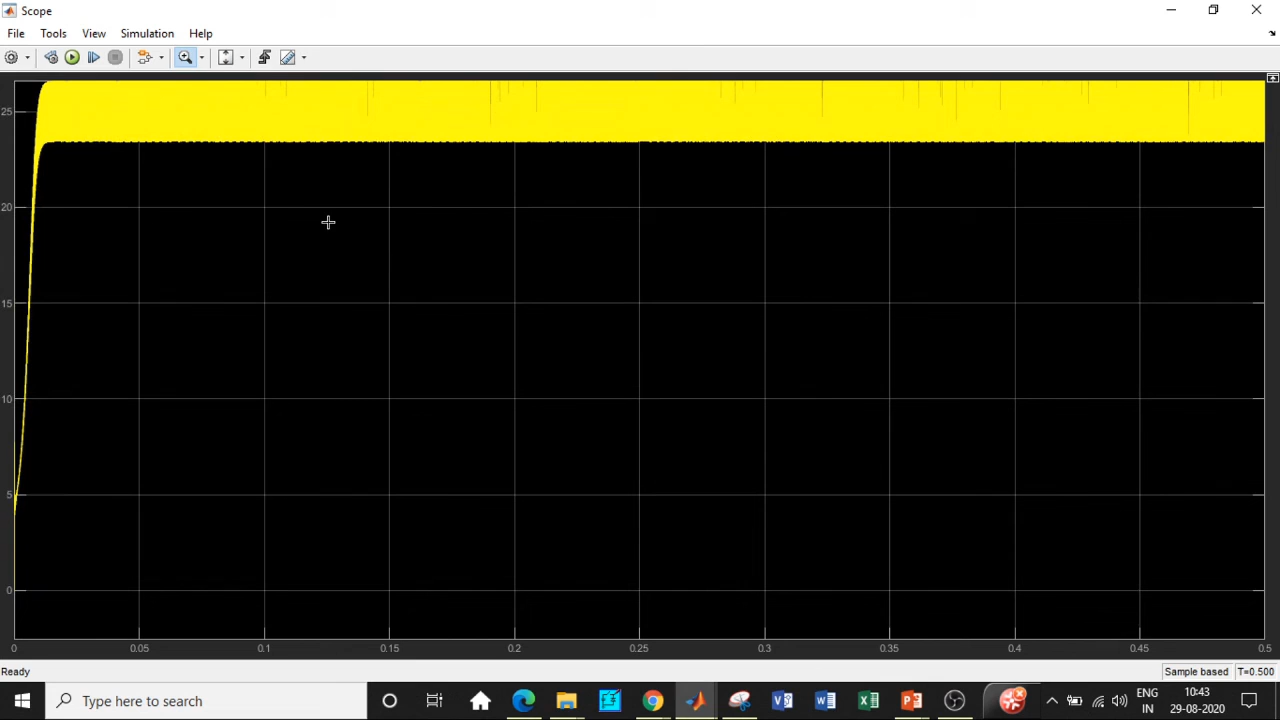 Scope
File Tools View Simulation Help
25
20
15
10
5
0
0 0.05 0.1 0.15 0.2 0.25 0.3 0.35 0.4 0.45 0.5
Ready Sample based T=0.500
Type here to search
ENG 10:43
IN 29-08-2020